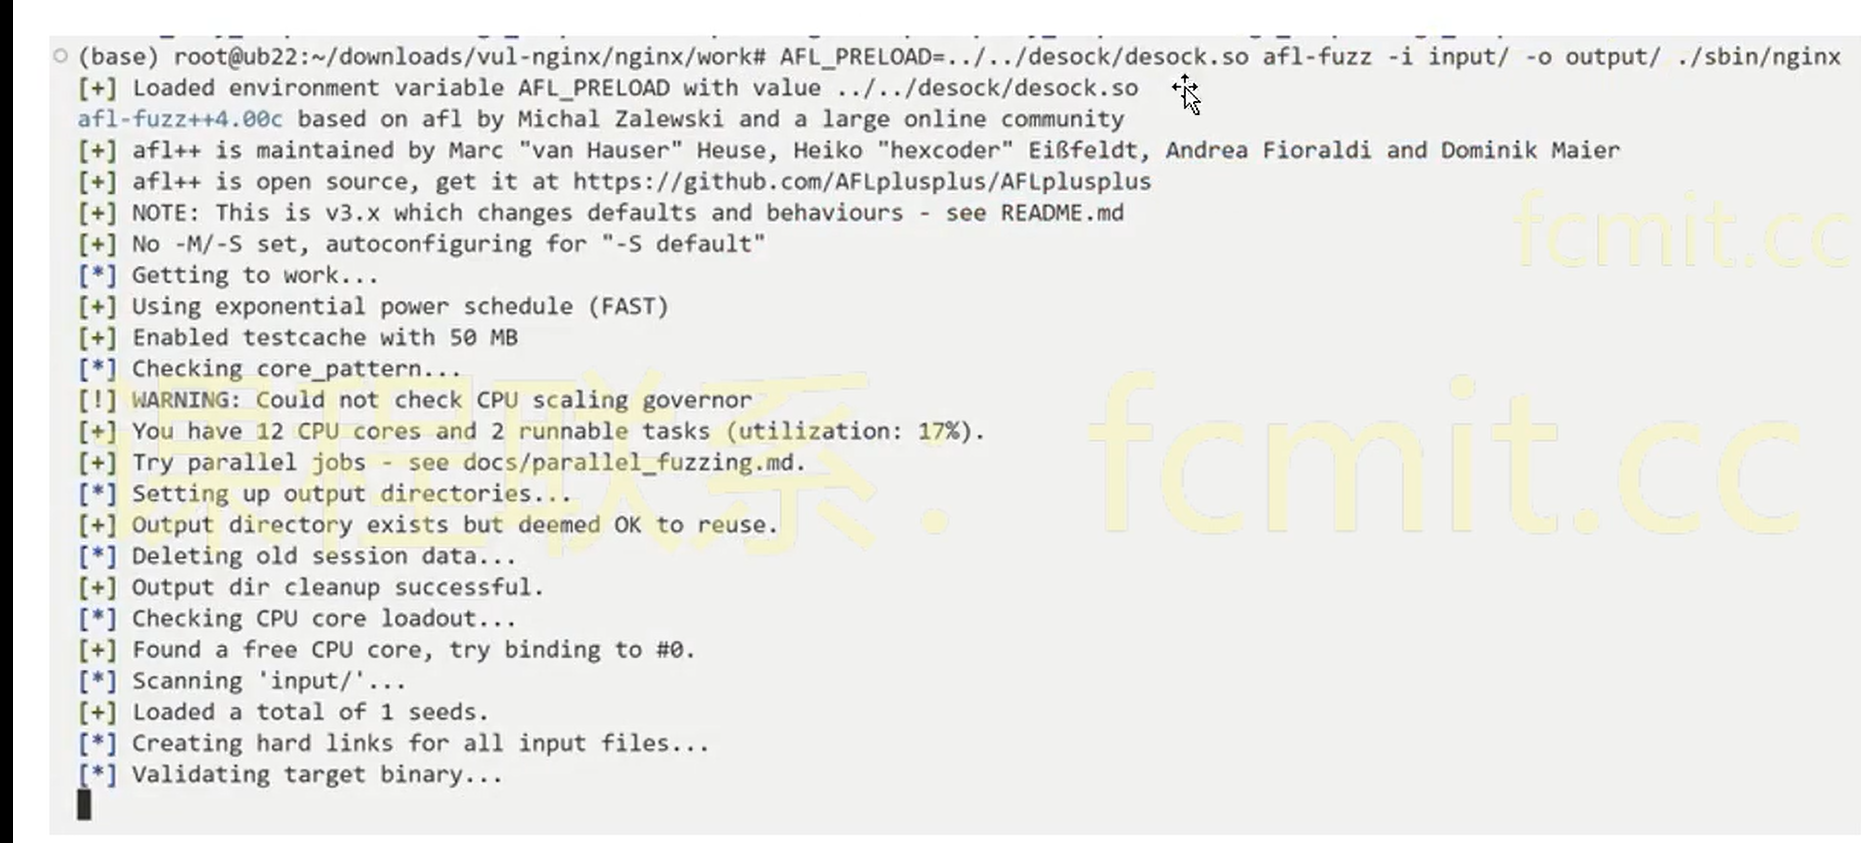 (base) root@ub22:~/downloads/vul-nginx/nginx/work# AFL_PRELOAD=../../desock/desock.so afl-fuzz -i input/ -o output/ ./sbin/nginx
[+] Loaded environment variable AFL_PRELOAD with value ../../desock/desock.so
afl-fuzz++4.00c based on afl by Michal Zalewski and a large online community
[+] afl++ is maintained by Marc "van Hauser" Heuse, Heiko "hexcoder" Eißfeldt, Andrea Fioraldi and Dominik Maier
[+] afl++ is open source, get it at https://github.com/AFLplusplus/AFLplusplus
[+] NOTE: This is v3.x which changes defaults and behaviours - see README.md
fcmit.cc
[+] No -M/-S set, autoconfiguring for "-S default"
[*] Getting to work...
[+] Using exponential power schedule (FAST)
[+] Enabled testcache with 50 MB
[*] Checking core_pattern...
[!] WARNING: Could not check CPU scaling governor
[+] You have 12 CPU cores and 2 runnable tasks (utilization: 17%).
[+] Try parallel jobs - see docs/parallel_fuzzing.md.
课程联系: fcmit.cc
[*] Setting up output directories...
[+] Output directory exists but deemed OK to reuse.
[*] Deleting old session data...
[+] Output dir cleanup successful.
[*] Checking CPU core loadout...
[+] Found a free CPU core, try binding to #0.
[*] Scanning 'input/'...
[+] Loaded a total of 1 seeds.
[*] Creating hard links for all input files...
[*] Validating target binary...